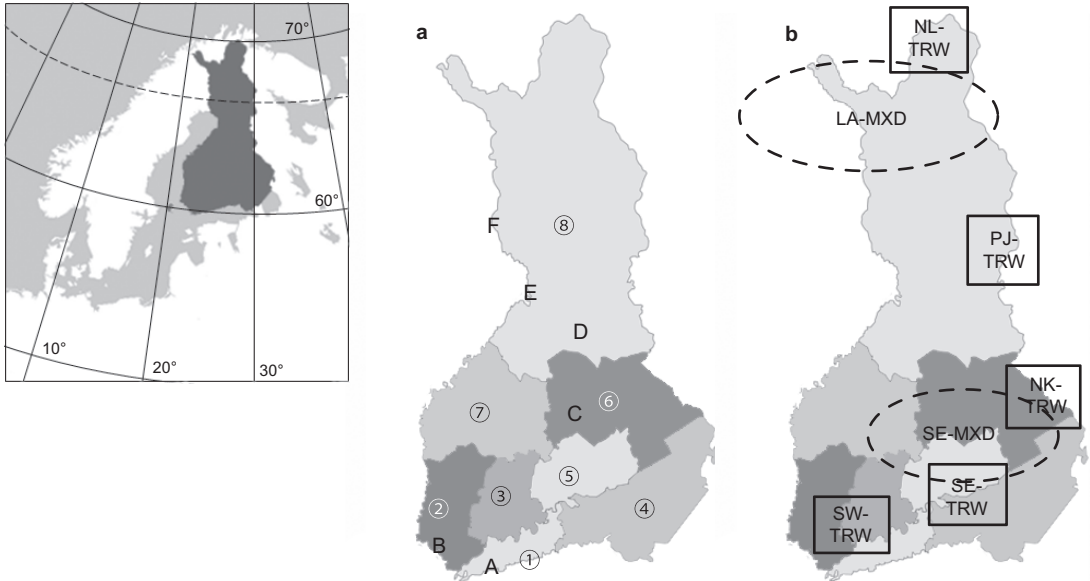 70°
60°
10°
20°
30°
a
F
⑧
E
D
⑥
⑦
C
⑤
③
②
④
B
A
①
b
NL-
TRW
LA-MXD
PJ-
TRW
NK-
TRW
SE-MXD
SE-
TRW
SW-
TRW